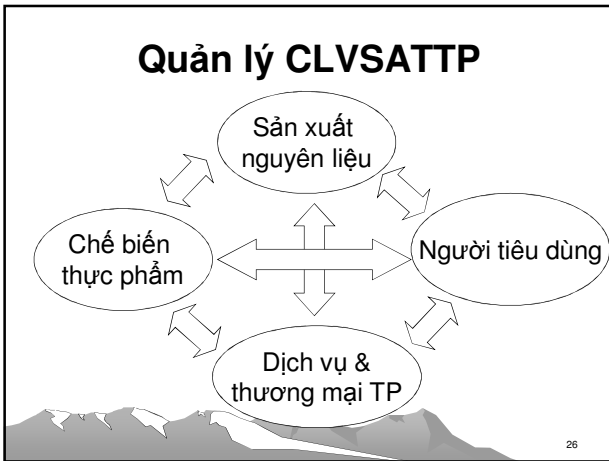 Quản lý CLVSATTP
Sản xuất
nguyên liệu
Chế biến
thực phẩm
Người tiêu dùng
Dịch vụ &
thương mại TP
26